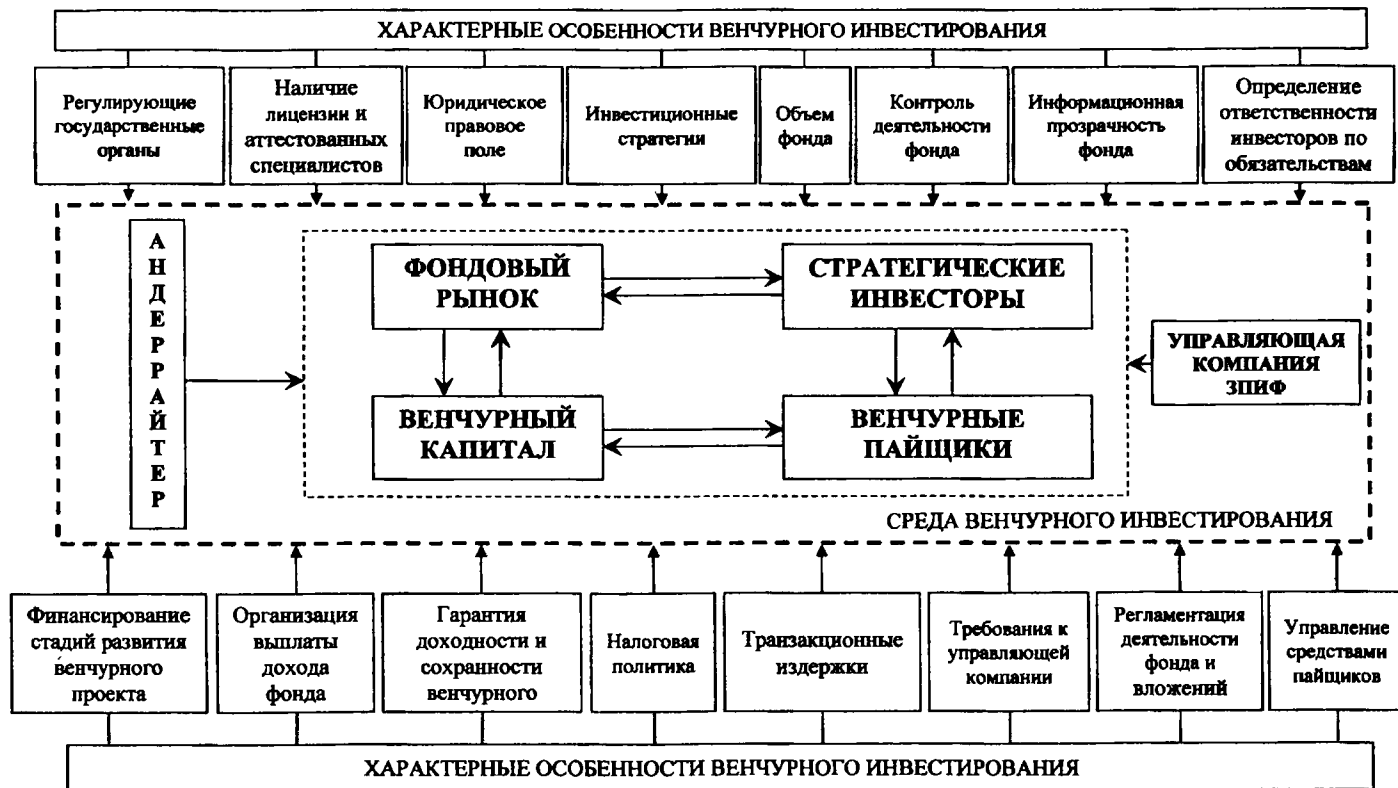 ХАРАКТЕРНЫЕ ОСОБЕННОСТИ ВЕНЧУРНОГО ИНВЕСТИРОВАНИЯ
Регулирующие
государственные
органы
Наличие
лицензии и
аттестованных
специалистов
Юридическое
правовое
поле
Инвестиционные
стратегии
Объем
фонда
Контроль
деятельности
фонда
Информационная
прозрачность
фонда
Определение
ответственности
инвесторов по
обязательствам
А
Н
Д
Е
Р
Р
А
Й
Т
Е
Р
ФОНДОВЫЙ
РЫНОК
СТРАТЕГИЧЕСКИЕ
ИНВЕСТОРЫ
УПРАВЛЯЮЩАЯ
КОМПАНИЯ
ЗПИФ
ВЕНЧУРНЫЙ
КАПИТАЛ
ВЕНЧУРНЫЕ
ПАЙЩИКИ
СРЕДА ВЕНЧУРНОГО ИНВЕСТИРОВАНИЯ
Финансирование
стадий развития
венчурного
проекта
Организация
выплаты
дохода
фонда
Гарантия
доходности и
сохранности
венчурного
Налоговая
политика
Транзакционные
издержки
Требования к
управляющей
компании
Регламентация
деятельности
фонда и
вложений
Управление
средствами
пайщиков
ХАРАКТЕРНЫЕ ОСОБЕННОСТИ ВЕНЧУРНОГО ИНВЕСТИРОВАНИЯ